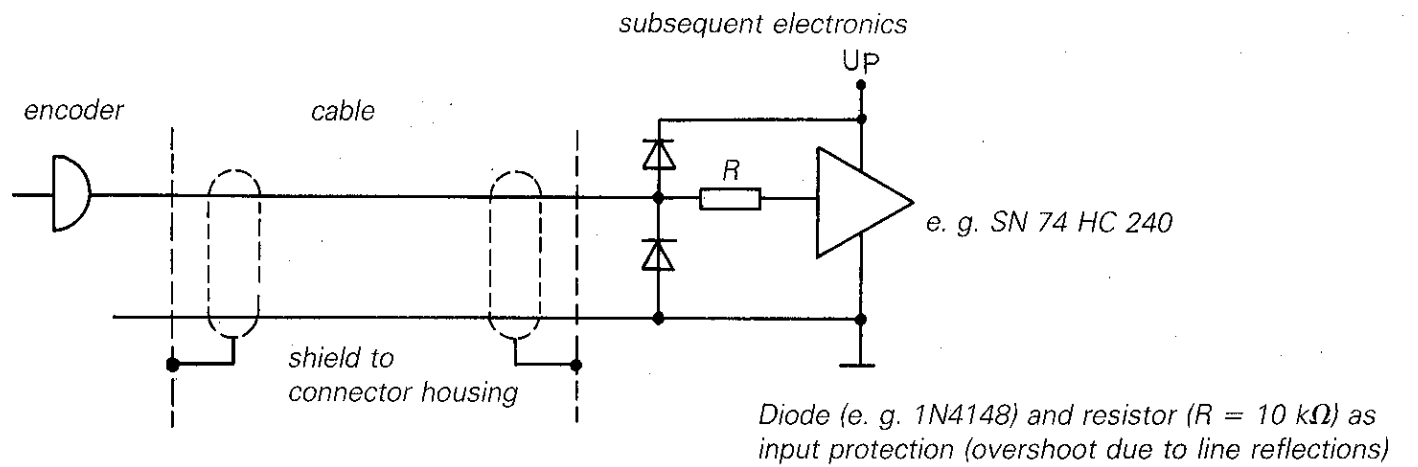 subsequent electronics
UP
encoder
cable
R
e. g. SN 74 HC 240
shield to
connector housing
Diode (e. g. 1N4148) and resistor (R = 10 kΩ) as
input protection (overshoot due to line reflections)